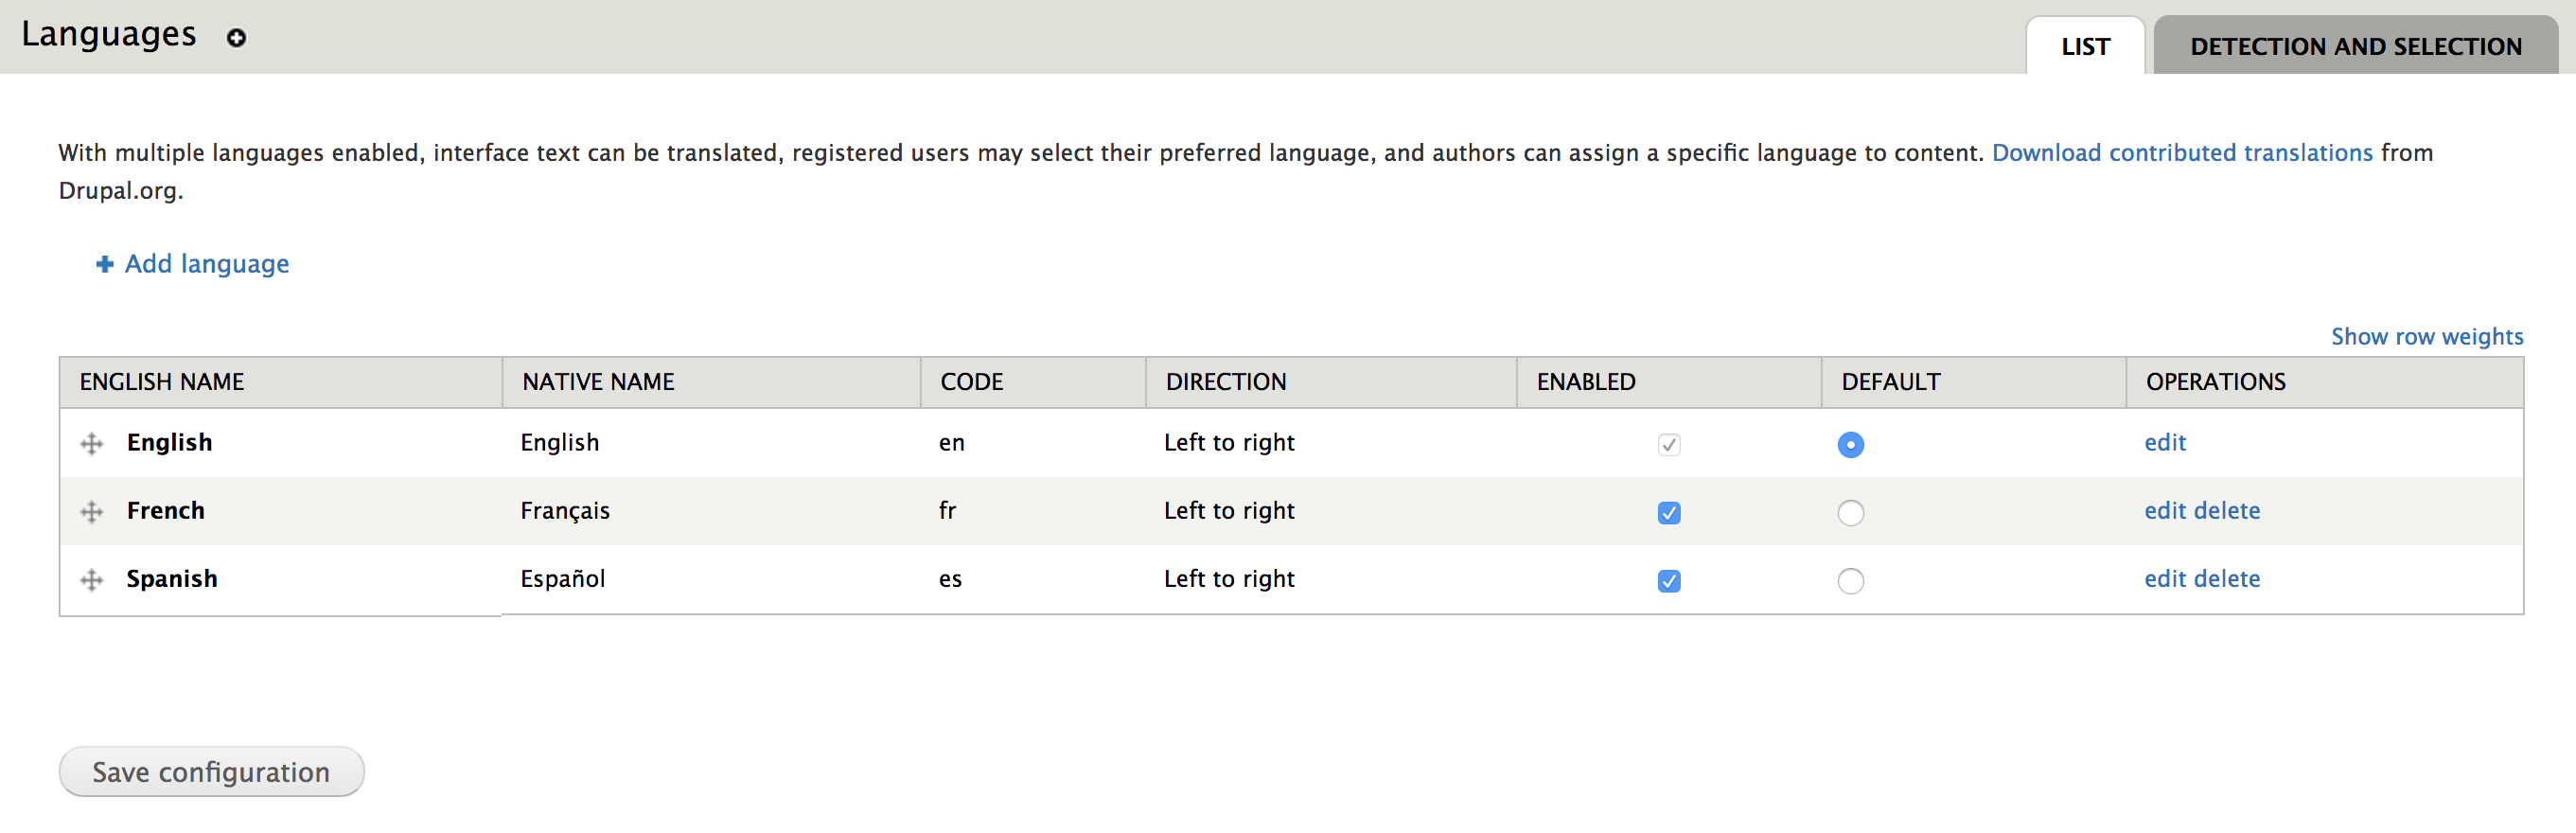 Languages
LIST
DETECTION AND SELECTION
With multiple languages enabled, interface text can be translated, registered users may select their preferred language, and authors can assign a specific language to content. Download contributed translations from
Drupal.org.
Add language
Show row weights
ENGLISH NAME NATIVE NAME CODE DIRECTION ENABLED DEFAULT OPERATIONS
English English en Left to right edit
French Français fr Left to right edit delete
Spanish Español es Left to right edit delete
Save configuration